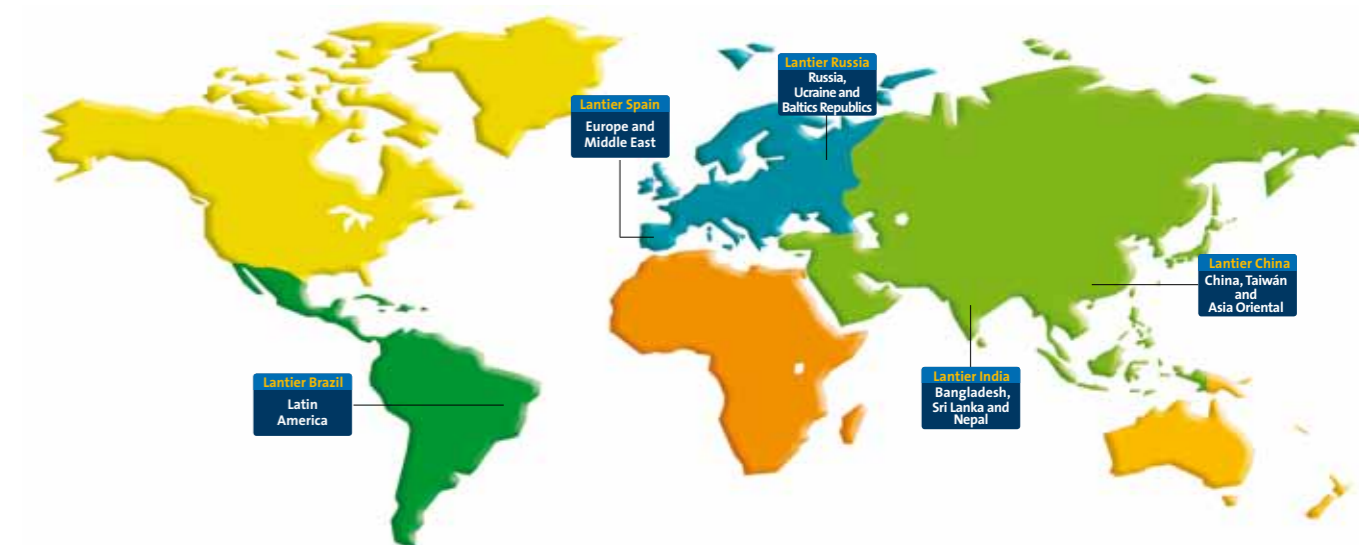 Lantier Russia
Russia,
Ucraine and
Baltics Republics
Lantier Spain
Europe and
Middle East
Lantier China
China, Taiwán
and
Asia Oriental
Lantier India
Bangladesh,
Sri Lanka and
Nepal
Lantier Brazil
Latin
America